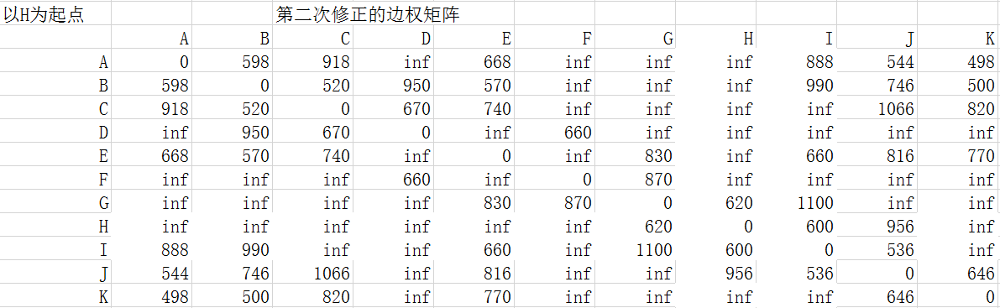 以H为起点 第二次修正的边权矩阵
A B C D E F G H I J K
A 0 598 918 inf 668 inf inf inf 888 544 498
B 598 0 520 950 570 inf inf inf 990 746 500
C 918 520 0 670 740 inf inf inf inf 1066 820
D inf 950 670 0 inf 660 inf inf inf inf inf
E 668 570 740 inf 0 inf 830 inf 660 816 770
F inf inf inf 660 inf 0 870 inf inf inf inf
G inf inf inf inf 830 870 0 620 1100 inf inf
H inf inf inf inf inf inf 620 0 600 956 inf
I 888 990 inf inf 660 inf 1100 600 0 536 inf
J 544 746 1066 inf 816 inf inf 956 536 0 646
K 498 500 820 inf 770 inf inf inf inf 646 0